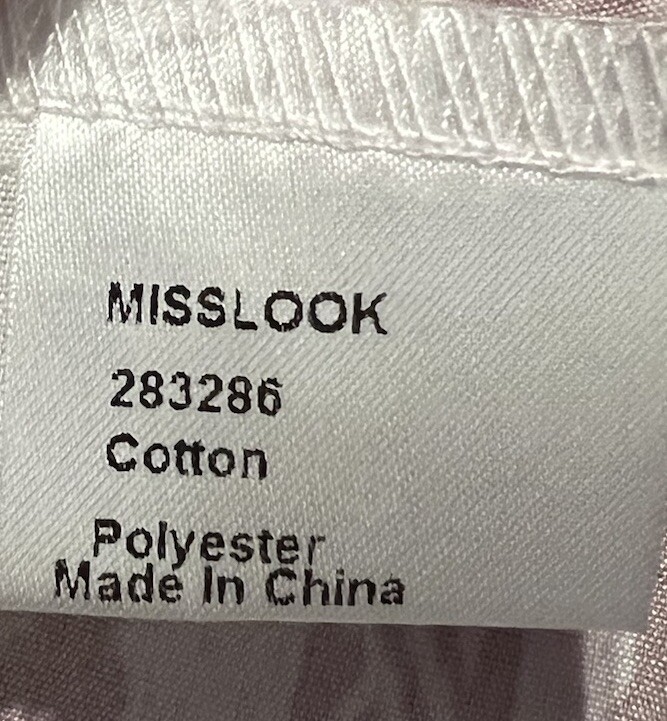 MISSLOOK
283286
Cotton
Polyester
Made In China